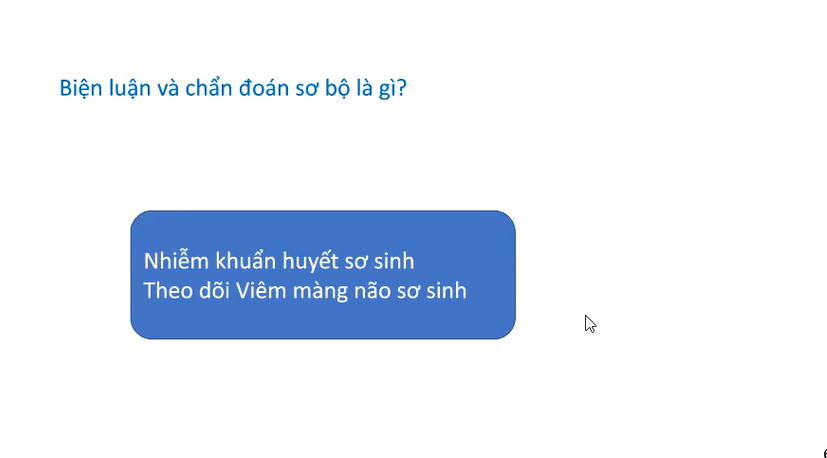 Biện luận và chẩn đoán sơ bộ là gì?
Nhiễm khuẩn huyết sơ sinh
Theo dõi Viêm màng não sơ sinh